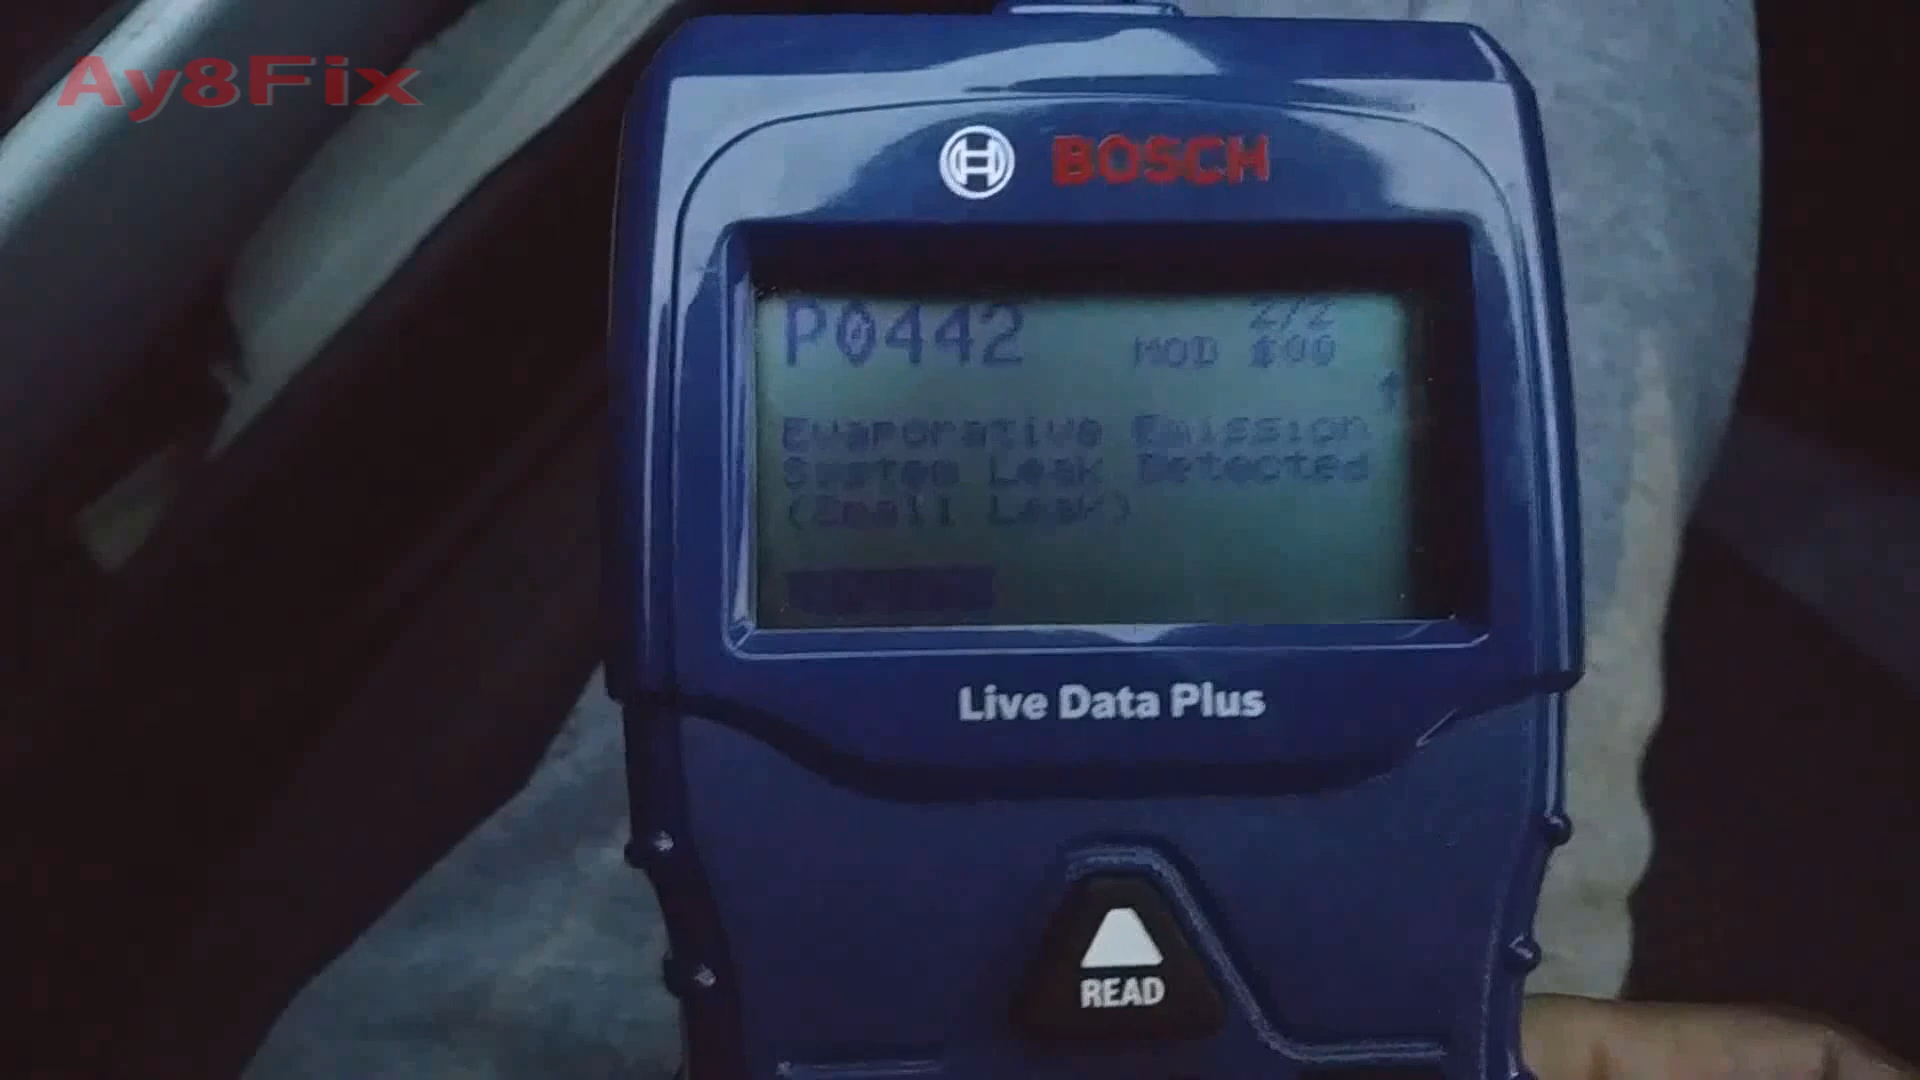 Ay8Fix
BOSCH
P0442
2/2
MOD $00
Evaporative Emission
System Leak Detected
(Small Leak)
Live Data Plus
READ